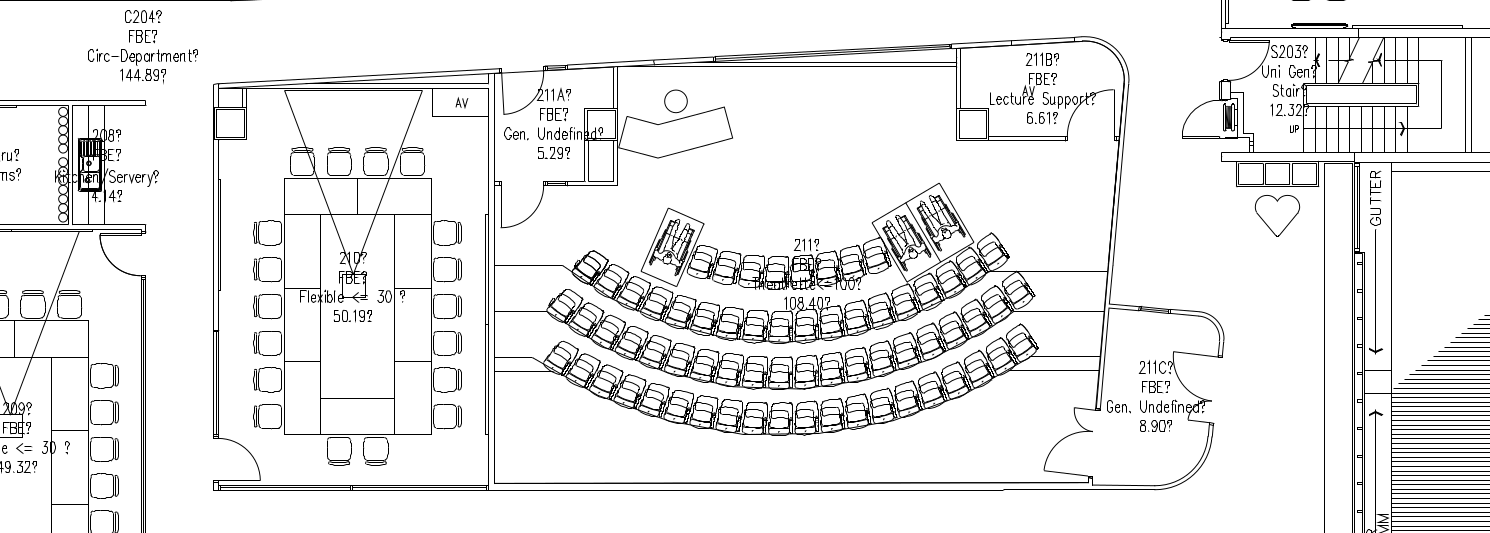 C204?
FBE?
Circ-Department?
144.89?
208?
FBE?
Kitchen/Servery?
4.14?
ru?
ms?
209?
FBE?
e <= 30 ?
49.32?
AV
210?
FBE?
Flexible <= 30 ?
50.19?
211A?
FBE?
Gen. Undefined?
5.29?
211B?
FBE?
AV
Lecture Support?
6.61?
211?
FBE?
108.40?
211C?
FBE?
Gen. Undefined?
8.90?
S203?
Uni Gen?
Stair?
12.32?
UP
GUTTER
MM